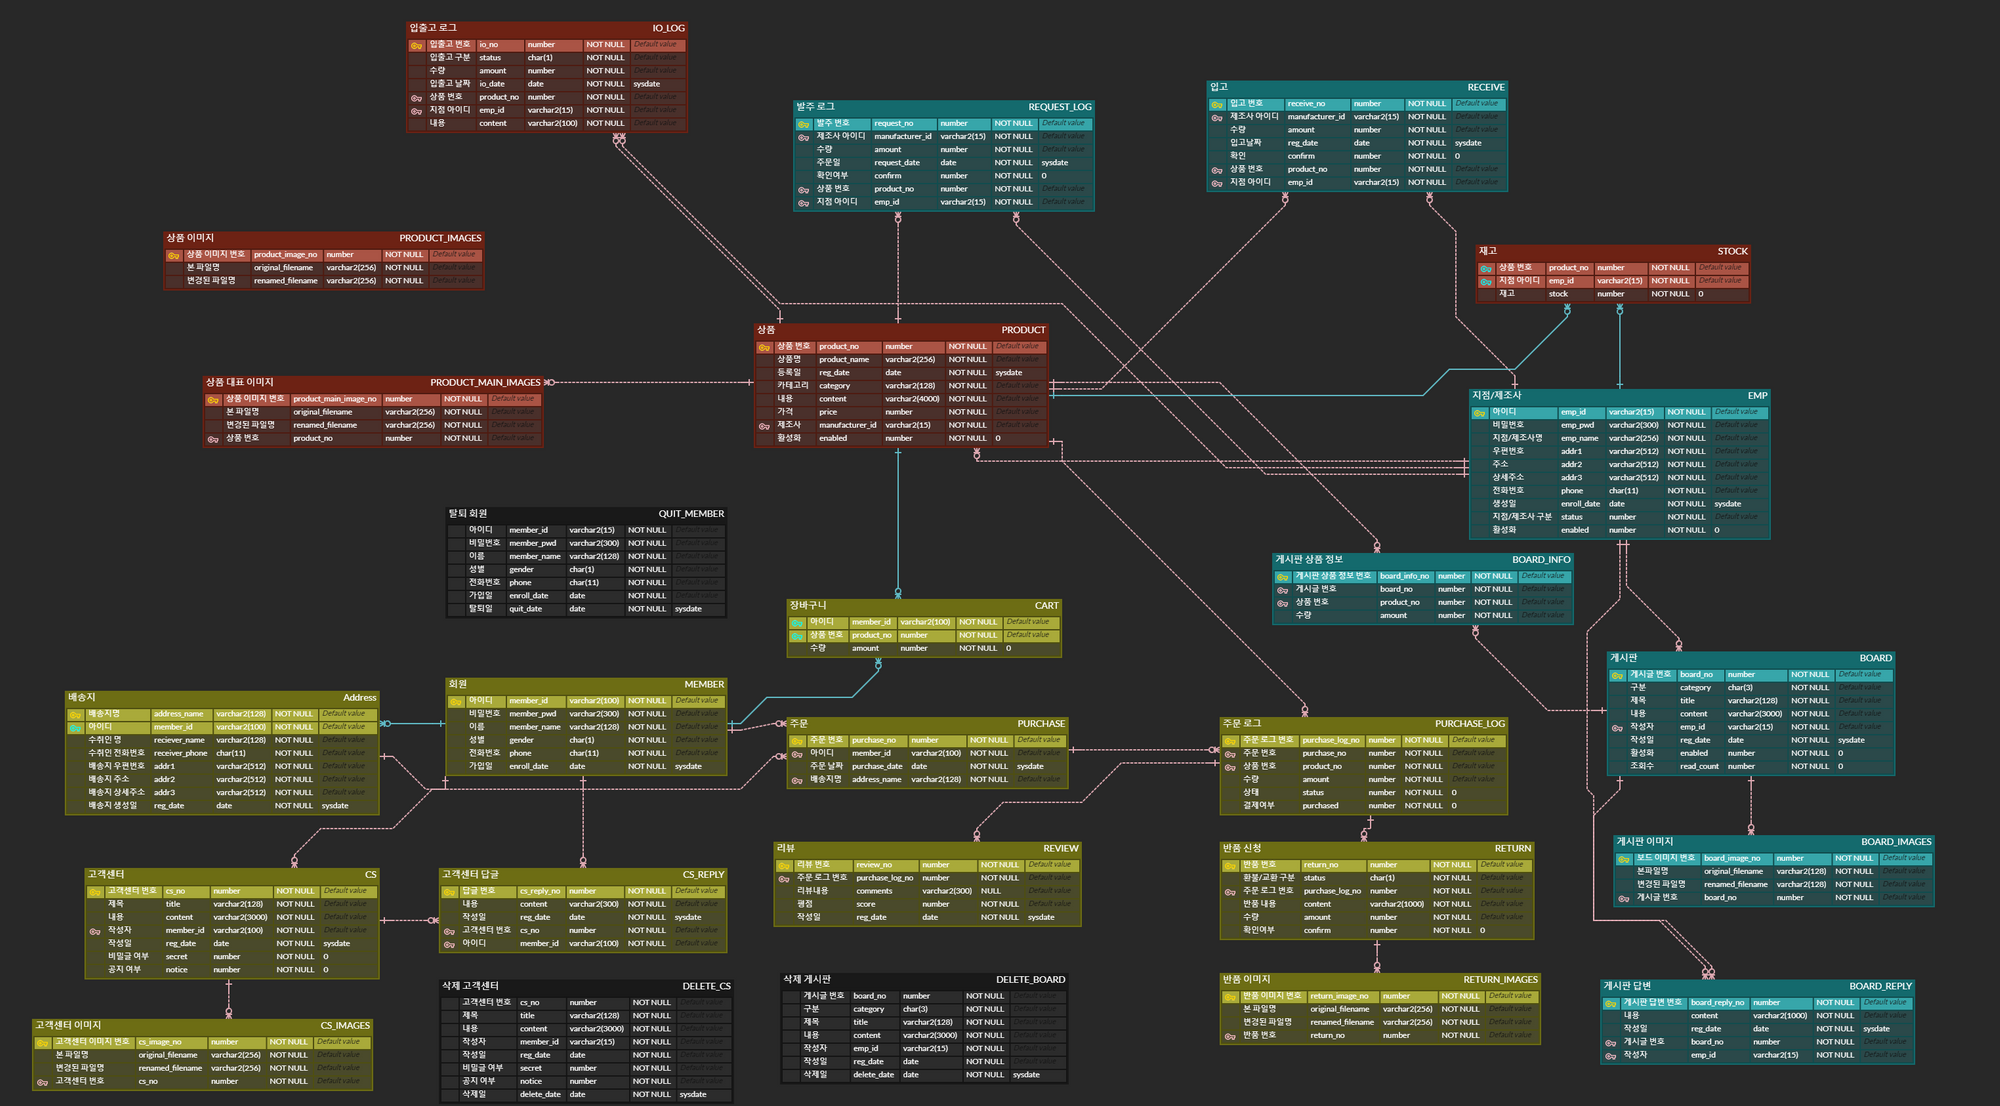 입출고 로그 IO_LOG
입출고 번호 io_no number NOT NULL Default value
입출고 구분 status char(1) NOT NULL Default value
수량 amount number NOT NULL Default value
입출고 날짜 io_date date NOT NULL sysdate
상품 번호 product_no number NOT NULL Default value
지점 아이디 emp_id varchar2(15) NOT NULL Default value
내용 content varchar2(100) NOT NULL Default value
발주 로그 REQUEST_LOG
발주 번호 request_no number NOT NULL Default value
제조사 아이디 manufacturer_id varchar2(15) NOT NULL Default value
수량 amount number NOT NULL Default value
주문일 request_date date NOT NULL sysdate
확인여부 confirm number NOT NULL 0
상품 번호 product_no number NOT NULL Default value
지점 아이디 emp_id varchar2(15) NOT NULL Default value
입고 RECEIVE
입고 번호 receive_no number NOT NULL Default value
제조사 아이디 manufacturer_id varchar2(15) NOT NULL Default value
수량 amount number NOT NULL Default value
입고날짜 reg_date date NOT NULL sysdate
확인 confirm number NOT NULL 0
상품 번호 product_no number NOT NULL Default value
지점 아이디 emp_id varchar2(15) NOT NULL Default value
상품 이미지 PRODUCT_IMAGES
상품 이미지 번호 product_image_no number NOT NULL Default value
본 파일명 original_filename varchar2(256) NOT NULL Default value
변경된 파일명 renamed_filename varchar2(256) NOT NULL Default value
재고 STOCK
상품 번호 product_no number NOT NULL Default value
지점 아이디 emp_id varchar2(15) NOT NULL Default value
재고 stock number NOT NULL 0
상품 PRODUCT
상품 번호 product_no number NOT NULL Default value
상품명 product_name varchar2(256) NOT NULL Default value
등록일 reg_date date NOT NULL sysdate
카테고리 category varchar2(128) NOT NULL Default value
내용 content varchar2(4000) NOT NULL Default value
가격 price number NOT NULL Default value
제조사 manufacturer_id varchar2(15) NOT NULL Default value
활성화 enabled number NOT NULL 0
상품 대표 이미지 PRODUCT_MAIN_IMAGES
상품 이미지 번호 product_main_image_no number NOT NULL Default value
본 파일명 original_filename varchar2(256) NOT NULL Default value
변경된 파일명 renamed_filename varchar2(256) NOT NULL Default value
상품 번호 product_no number NOT NULL Default value
지점/제조사 EMP
아이디 emp_id varchar2(15) NOT NULL Default value
비밀번호 emp_pwd varchar2(300) NOT NULL Default value
지점/제조사명 emp_name varchar2(256) NOT NULL Default value
우편번호 addr1 varchar2(512) NOT NULL Default value
주소 addr2 varchar2(512) NOT NULL Default value
상세주소 addr3 varchar2(512) NOT NULL Default value
전화번호 phone char(11) NOT NULL Default value
생성일 enroll_date date NOT NULL sysdate
지점/제조사 구분 status number NOT NULL Default value
활성화 enabled number NOT NULL 0
탈퇴 회원 QUIT_MEMBER
아이디 member_id varchar2(15) NOT NULL Default value
비밀번호 member_pwd varchar2(300) NOT NULL Default value
이름 member_name varchar2(128) NOT NULL Default value
성별 gender char(1) NOT NULL Default value
전화번호 phone char(11) NOT NULL Default value
가입일 enroll_date date NOT NULL Default value
탈퇴일 quit_date date NOT NULL sysdate
게시판 상품 정보 BOARD_INFO
게시판 상품 정보 번호 board_info_no number NOT NULL Default value
게시글 번호 board_no number NOT NULL Default value
상품 번호 product_no number NOT NULL Default value
수량 amount number NOT NULL Default value
장바구니 CART
아이디 member_id varchar2(100) NOT NULL Default value
상품 번호 product_no number NOT NULL Default value
수량 amount number NOT NULL 0
게시판 BOARD
게시글 번호 board_no number NOT NULL Default value
구분 category char(3) NOT NULL Default value
제목 title varchar2(128) NOT NULL Default value
내용 content varchar2(3000) NOT NULL Default value
작성자 emp_id varchar2(15) NOT NULL Default value
작성일 reg_date date NOT NULL sysdate
활성화 enabled number NOT NULL 0
조회수 read_count number NOT NULL 0
배송지 Address
배송지명 address_name varchar2(128) NOT NULL Default value
아이디 member_id varchar2(100) NOT NULL Default value
수취인 명 reciever_name varchar2(128) NOT NULL Default value
수취인 전화번호 receiver_phone char(11) NOT NULL Default value
배송지 우편번호 addr1 varchar2(512) NOT NULL Default value
배송지 주소 addr2 varchar2(512) NOT NULL Default value
배송지 상세주소 addr3 varchar2(512) NOT NULL Default value
배송지 생성일 reg_date date NOT NULL sysdate
회원 MEMBER
아이디 member_id varchar2(100) NOT NULL Default value
비밀번호 member_pwd varchar2(300) NOT NULL Default value
이름 member_name varchar2(128) NOT NULL Default value
성별 gender char(1) NOT NULL Default value
전화번호 phone char(11) NOT NULL Default value
가입일 enroll_date date NOT NULL sysdate
주문 PURCHASE
주문 번호 purchase_no number NOT NULL Default value
아이디 member_id varchar2(100) NOT NULL Default value
주문 날짜 purchase_date date NOT NULL sysdate
배송지명 address_name varchar2(128) NOT NULL Default value
주문 로그 PURCHASE_LOG
주문 로그 번호 purchase_log_no number NOT NULL Default value
주문 번호 purchase_no number NOT NULL Default value
상품 번호 product_no number NOT NULL Default value
수량 amount number NOT NULL Default value
상태 status number NOT NULL 0
결제여부 purchased number NOT NULL 0
게시판 이미지 BOARD_IMAGES
보드 이미지 번호 board_image_no number NOT NULL Default value
본파일명 original_filename varchar2(128) NOT NULL Default value
변경된 파일명 renamed_filename varchar2(128) NOT NULL Default value
게시글 번호 board_no number NOT NULL Default value
리뷰 REVIEW
리뷰 번호 review_no number NOT NULL Default value
주문 로그 번호 purchase_log_no number NOT NULL Default value
리뷰내용 comments varchar2(300) NULL Default value
평점 score number NOT NULL Default value
작성일 reg_date date NOT NULL sysdate
반품 신청 RETURN
반품 번호 return_no number NOT NULL Default value
환불/교환 구분 status char(1) NOT NULL Default value
주문 로그 번호 purchase_log_no number NOT NULL Default value
반품 내용 content varchar2(1000) NOT NULL Default value
수량 amount number NOT NULL Default value
확인여부 confirm number NOT NULL 0
고객센터 CS
고객센터 번호 cs_no number NOT NULL Default value
제목 title varchar2(128) NOT NULL Default value
내용 content varchar2(3000) NOT NULL Default value
작성자 member_id varchar2(100) NOT NULL Default value
작성일 reg_date date NOT NULL sysdate
비밀글 여부 secret number NOT NULL 0
공지 여부 notice number NOT NULL 0
고객센터 답글 CS_REPLY
답글 번호 cs_reply_no number NOT NULL Default value
내용 content varchar2(300) NOT NULL Default value
작성일 reg_date date NOT NULL sysdate
고객센터 번호 cs_no number NOT NULL Default value
아이디 member_id varchar2(100) NOT NULL Default value
삭제 고객센터 DELETE_CS
고객센터 번호 cs_no number NOT NULL Default value
제목 title varchar2(128) NOT NULL Default value
내용 content varchar2(3000) NOT NULL Default value
작성자 member_id varchar2(15) NOT NULL Default value
작성일 reg_date date NOT NULL Default value
비밀글 여부 secret number NOT NULL Default value
공지 여부 notice number NOT NULL Default value
삭제일 delete_date date NOT NULL sysdate
삭제 게시판 DELETE_BOARD
게시글 번호 board_no number NOT NULL Default value
구분 category char(3) NOT NULL Default value
제목 title varchar2(128) NOT NULL Default value
내용 content varchar2(3000) NOT NULL Default value
작성자 emp_id varchar2(15) NOT NULL Default value
작성일 reg_date date NOT NULL Default value
삭제일 delete_date date NOT NULL sysdate
반품 이미지 RETURN_IMAGES
반품 이미지 번호 return_image_no number NOT NULL Default value
본 파일명 original_filename varchar2(256) NOT NULL Default value
변경된 파일명 renamed_filename varchar2(256) NOT NULL Default value
반품 번호 return_no number NOT NULL Default value
게시판 답변 BOARD_REPLY
게시판 답변 번호 board_reply_no number NOT NULL Default value
내용 content varchar2(1000) NOT NULL Default value
작성일 reg_date date NOT NULL sysdate
게시글 번호 board_no number NOT NULL Default value
작성자 emp_id varchar2(15) NOT NULL Default value
고객센터 이미지 CS_IMAGES
고객센터 이미지 번호 cs_image_no number NOT NULL Default value
본 파일명 original_filename varchar2(256) NOT NULL Default value
변경된 파일명 renamed_filename varchar2(256) NOT NULL Default value
고객센터 번호 cs_no number NOT NULL Default value